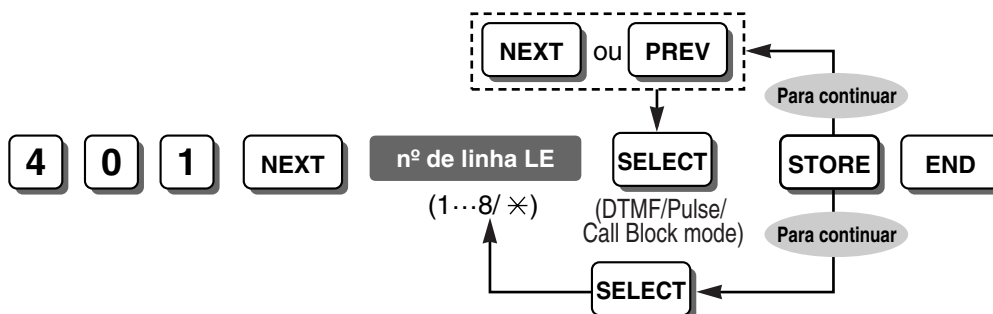 NEXT ou PREV
Para continuar
4 0 1 NEXT nº de linha LE SELECT STORE END
(1···8/ ✳)
(DTMF/Pulse/
Call Block mode)
Para continuar
SELECT